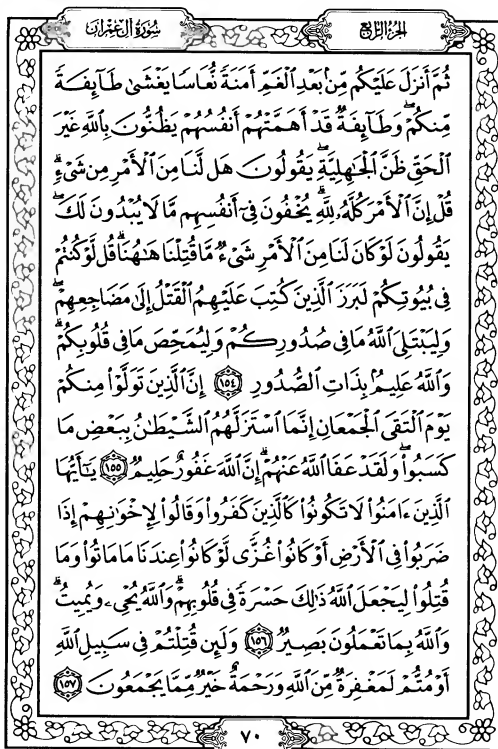 الجزء الرابع
سورة آل عمران
ثُمَّ أَنزَلَ عَلَيْكُم مِّنۢ بَعْدِ ٱلْغَمِّ أَمَنَةً نُّعَاسًا يَغْشَىٰ طَآئِفَةً
مِّنكُمْ ۖ وَطَآئِفَةٌ قَدْ أَهَمَّتْهُمْ أَنفُسُهُمْ يَظُنُّونَ بِٱللَّهِ غَيْرَ
ٱلْحَقِّ ظَنَّ ٱلْجَٰهِلِيَّةِ ۖ يَقُولُونَ هَل لَّنَا مِنَ ٱلْأَمْرِ مِن شَىْءٍ ۗ
قُلْ إِنَّ ٱلْأَمْرَ كُلَّهُۥ لِلَّهِ ۗ يُخْفُونَ فِىٓ أَنفُسِهِم مَّا لَا يُبْدُونَ لَكَ ۖ
يَقُولُونَ لَوْ كَانَ لَنَا مِنَ ٱلْأَمْرِ شَىْءٌ مَّا قُتِلْنَا هَٰهُنَا ۗ قُل لَّوْ كُنتُمْ
فِى بُيُوتِكُمْ لَبَرَزَ ٱلَّذِينَ كُتِبَ عَلَيْهِمُ ٱلْقَتْلُ إِلَىٰ مَضَاجِعِهِمْ ۖ
وَلِيَبْتَلِىَ ٱللَّهُ مَا فِى صُدُورِكُمْ وَلِيُمَحِّصَ مَا فِى قُلُوبِكُمْ ۗ
وَٱللَّهُ عَلِيمٌۢ بِذَاتِ ٱلصُّدُورِ ١٥٤ إِنَّ ٱلَّذِينَ تَوَلَّوْا۟ مِنكُمْ
يَوْمَ ٱلْتَقَى ٱلْجَمْعَانِ إِنَّمَا ٱسْتَزَلَّهُمُ ٱلشَّيْطَٰنُ بِبَعْضِ مَا
كَسَبُوا۟ ۖ وَلَقَدْ عَفَا ٱللَّهُ عَنْهُمْ ۗ إِنَّ ٱللَّهَ غَفُورٌ حَلِيمٌ ١٥٥ يَٰٓأَيُّهَا
ٱلَّذِينَ ءَامَنُوا۟ لَا تَكُونُوا۟ كَٱلَّذِينَ كَفَرُوا۟ وَقَالُوا۟ لِإِخْوَٰنِهِمْ إِذَا
ضَرَبُوا۟ فِى ٱلْأَرْضِ أَوْ كَانُوا۟ غُزًّى لَّوْ كَانُوا۟ عِندَنَا مَا مَاتُوا۟ وَمَا
قُتِلُوا۟ لِيَجْعَلَ ٱللَّهُ ذَٰلِكَ حَسْرَةً فِى قُلُوبِهِمْ ۗ وَٱللَّهُ يُحْىِۦ وَيُمِيتُ ۗ
وَٱللَّهُ بِمَا تَعْمَلُونَ بَصِيرٌ ١٥٦ وَلَئِن قُتِلْتُمْ فِى سَبِيلِ ٱللَّهِ
أَوْ مُتُّمْ لَمَغْفِرَةٌ مِّنَ ٱللَّهِ وَرَحْمَةٌ خَيْرٌ مِّمَّا يَجْمَعُونَ ١٥٧
٧٠